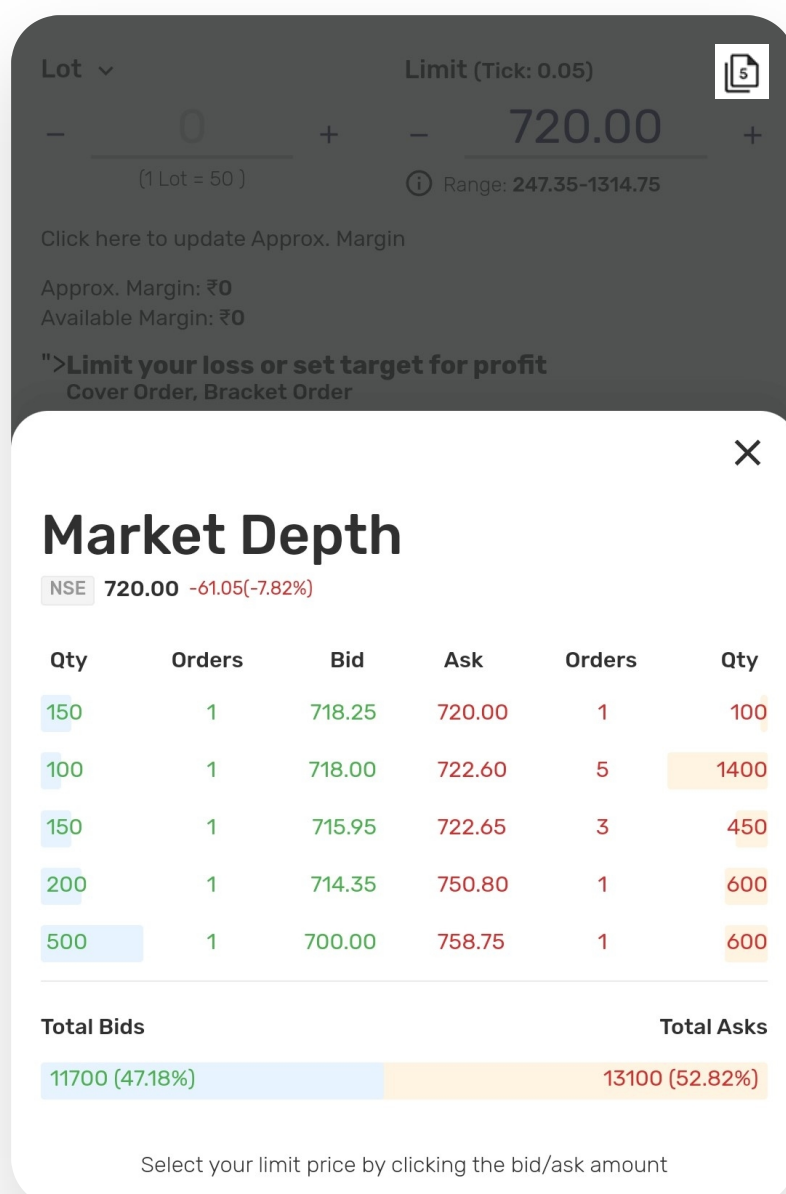 Lot Limit (Tick: 0.05) 5
− 0 + − 720.00 +
(1 Lot = 50 ) Range: 247.35-1314.75
Click here to update Approx. Margin
Approx. Margin: ₹0
Available Margin: ₹0
">Limit your loss or set target for profit
Cover Order, Bracket Order
Market Depth
NSE 720.00 -61.05(-7.82%)
Qty Orders Bid Ask Orders Qty
150 1 718.25 720.00 1 100
100 1 718.00 722.60 5 1400
150 1 715.95 722.65 3 450
200 1 714.35 750.80 1 600
500 1 700.00 758.75 1 600
Total Bids Total Asks
11700 (47.18%) 13100 (52.82%)
Select your limit price by clicking the bid/ask amount